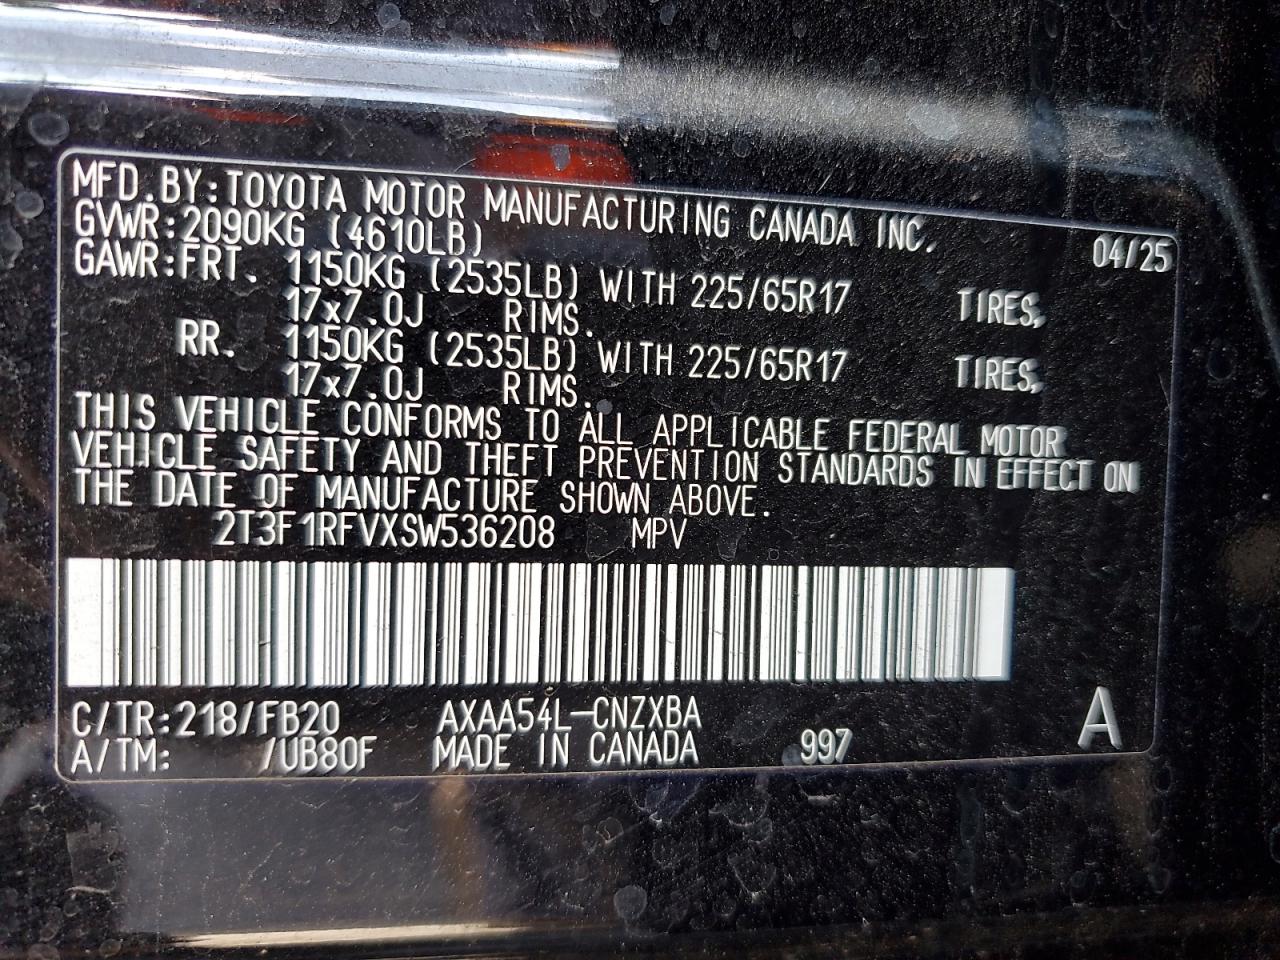 MFD.BY:TOYOTA MOTOR MANUFACTURING CANADA INC.
GVWR:2090KG (4610LB) 04/25
GAWR:FRT. 1150KG (2535LB) WITH 225/65R17 TIRES,
17x7.0J RIMS.
RR. 1150KG (2535LB) WITH 225/65R17 TIRES,
17x7.0J RIMS.
THIS VEHICLE CONFORMS TO ALL APPLICABLE FEDERAL MOTOR
VEHICLE SAFETY AND THEFT PREVENTION STANDARDS IN EFFECT ON
THE DATE OF MANUFACTURE SHOWN ABOVE.
2T3F1RFVXSW536208 MPV
C/TR:218/FB20 AXAA54L-CNZXBA A
A/TM: /UB80F MADE IN CANADA 997